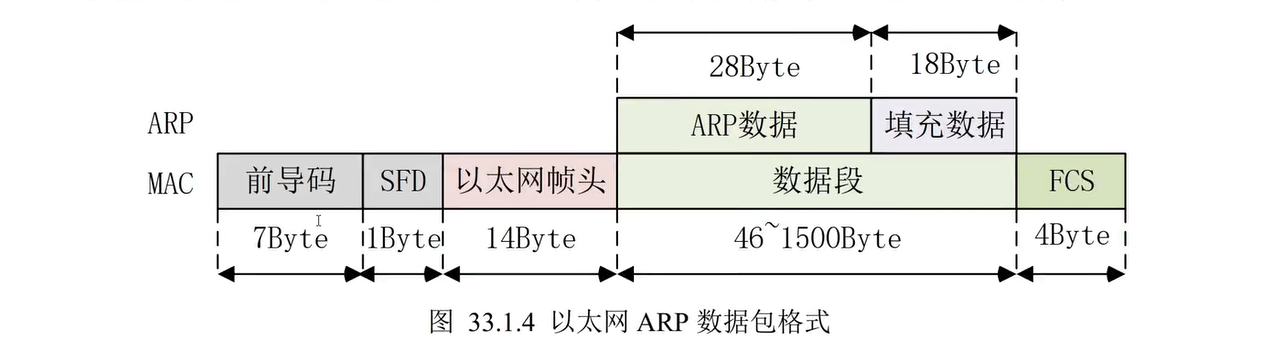 28Byte 18Byte
ARP ARP数据 填充数据
MAC 前导码 SFD 以太网帧头 数据段 FCS
7Byte 1Byte 14Byte 46~1500Byte 4Byte
图 33.1.4 以太网 ARP 数据包格式